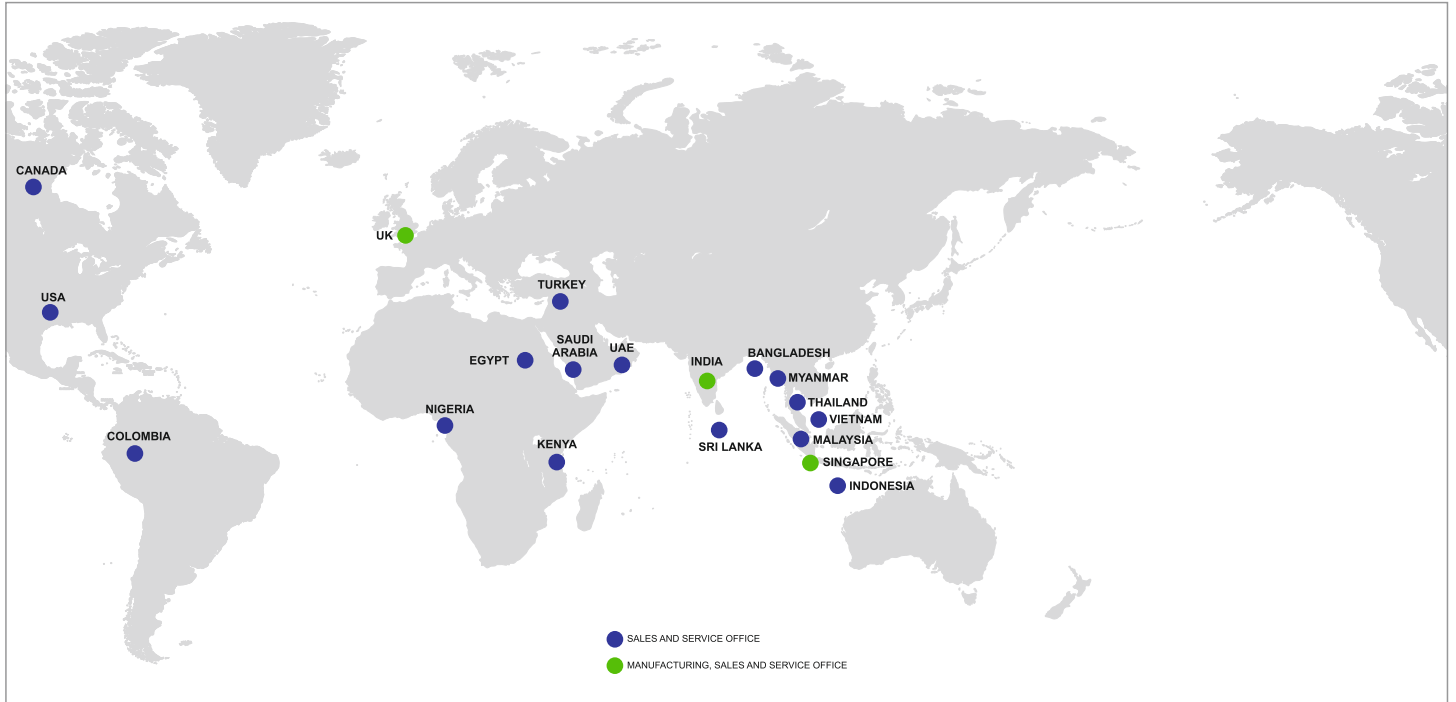 CANADA
UK
TURKEY
USA
SAUDI
ARABIA
UAE
EGYPT
INDIA
BANGLADESH
MYANMAR
THAILAND
NIGERIA
VIETNAM
COLOMBIA
KENYA
SRI LANKA
MALAYSIA
SINGAPORE
INDONESIA
SALES AND SERVICE OFFICE
MANUFACTURING, SALES AND SERVICE OFFICE